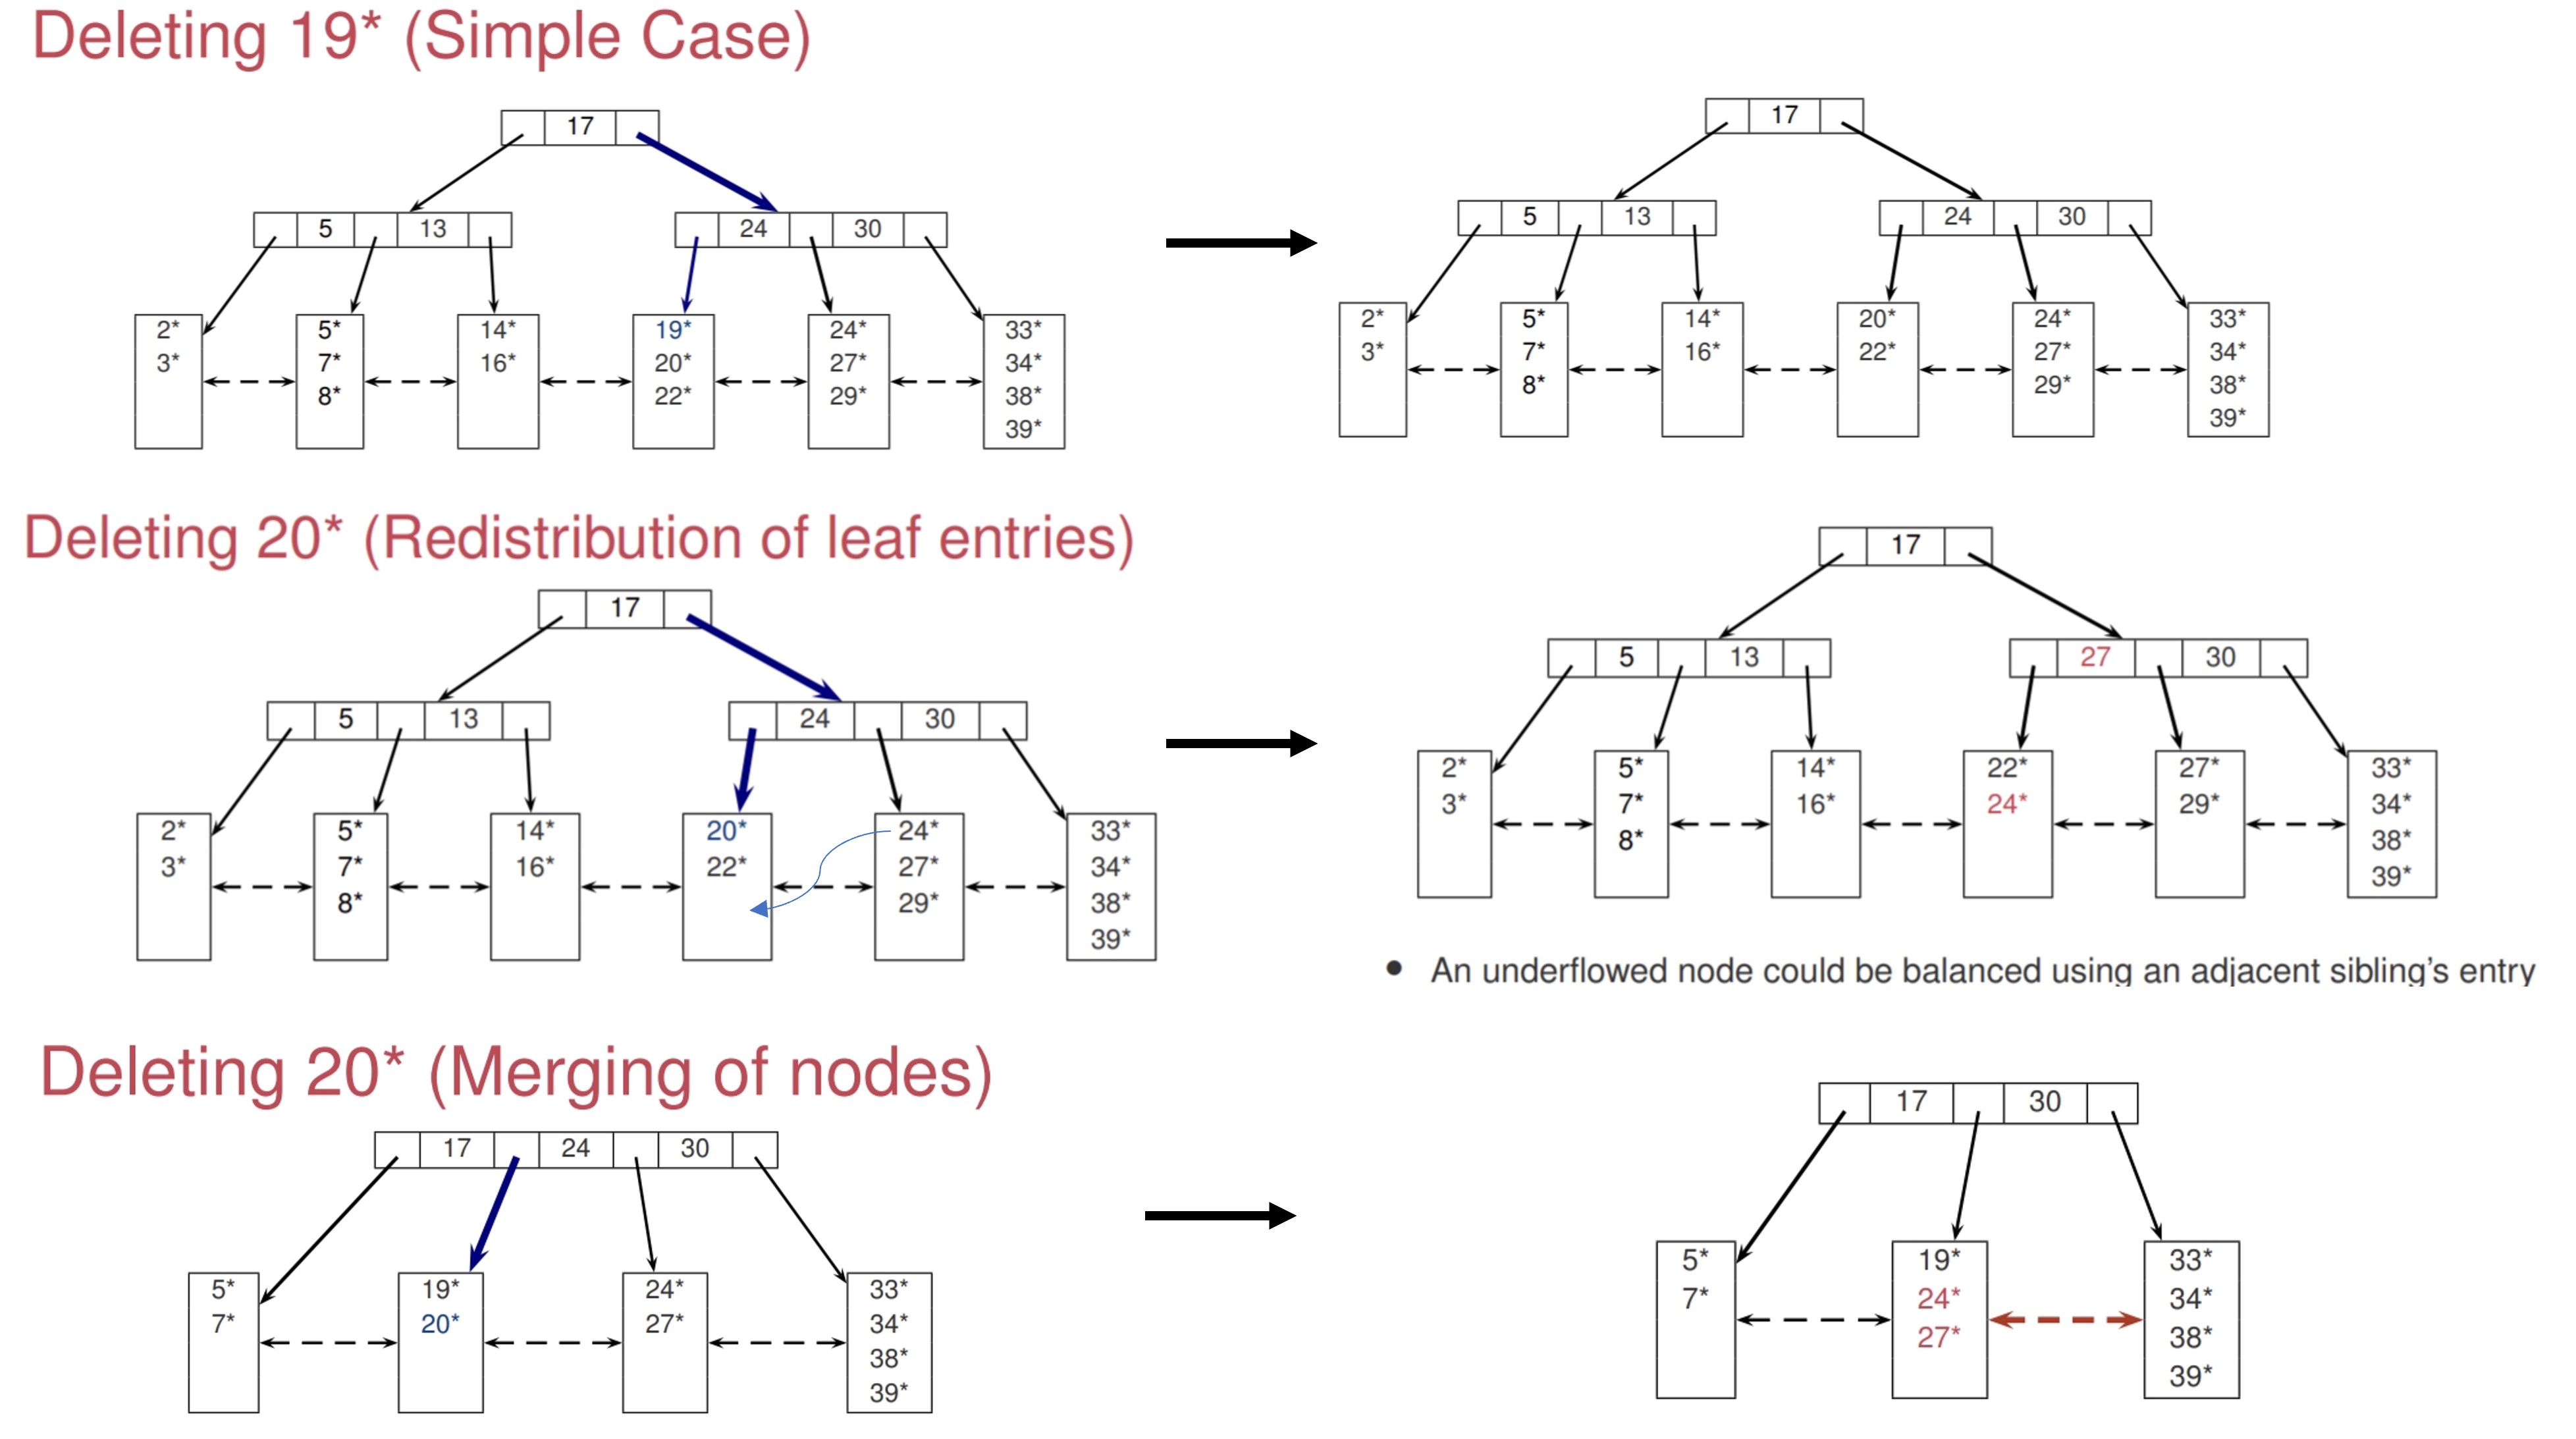 Deleting 19* (Simple Case)
17
5 13 24 30
2* 5* 14* 19* 24* 33*
3* 7* 16* 20* 27* 34*
8* 22* 29* 38*
39*
17
5 13 24 30
2* 5* 14* 20* 24* 33*
3* 7* 16* 22* 27* 34*
8* 29* 38*
39*
Deleting 20* (Redistribution of leaf entries)
17
5 13 24 30
2* 5* 14* 20* 24* 33*
3* 7* 16* 22* 27* 34*
8* 29* 38*
39*
17
5 13 27 30
2* 5* 14* 22* 27* 33*
3* 7* 16* 24* 29* 34*
8* 38*
39*
• An underflowed node could be balanced using an adjacent sibling's entry
Deleting 20* (Merging of nodes)
17 24 30
5* 19* 24* 33*
7* 20* 27* 34*
38*
39*
17 30
5* 19* 33*
7* 24* 34*
27* 38*
39*